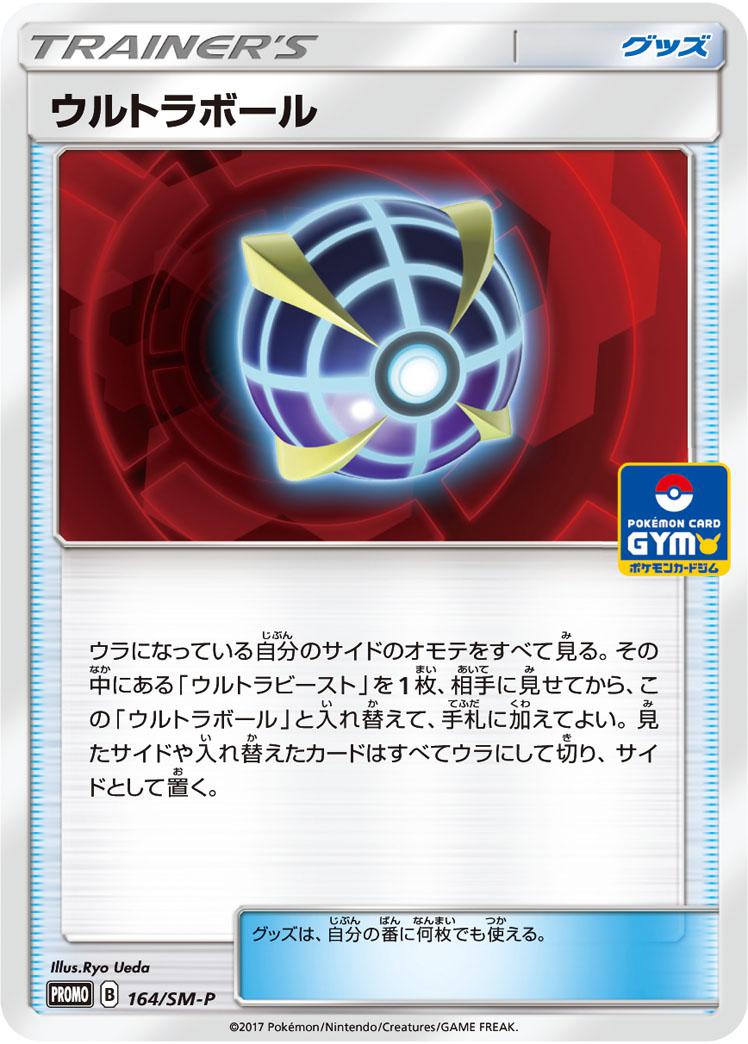 TRAINER'S
グッズ
ウルトラボール
POKÉMON CARD
GYM
ポケモンカードジム
ウラになっている自分のサイドのオモテをすべて見る。その
中にある「ウルトラビースト」を1枚、相手に見せてから、こ
の「ウルトラボール」と入れ替えて、手札に加えてよい。見
たサイドや入れ替えたカードはすべてウラにして切り、サイ
ドとして置く。
グッズは、自分の番に何枚でも使える。
Illus.Ryo Ueda
PROMO B 164/SM-P
©2017 Pokémon/Nintendo/Creatures/GAME FREAK.